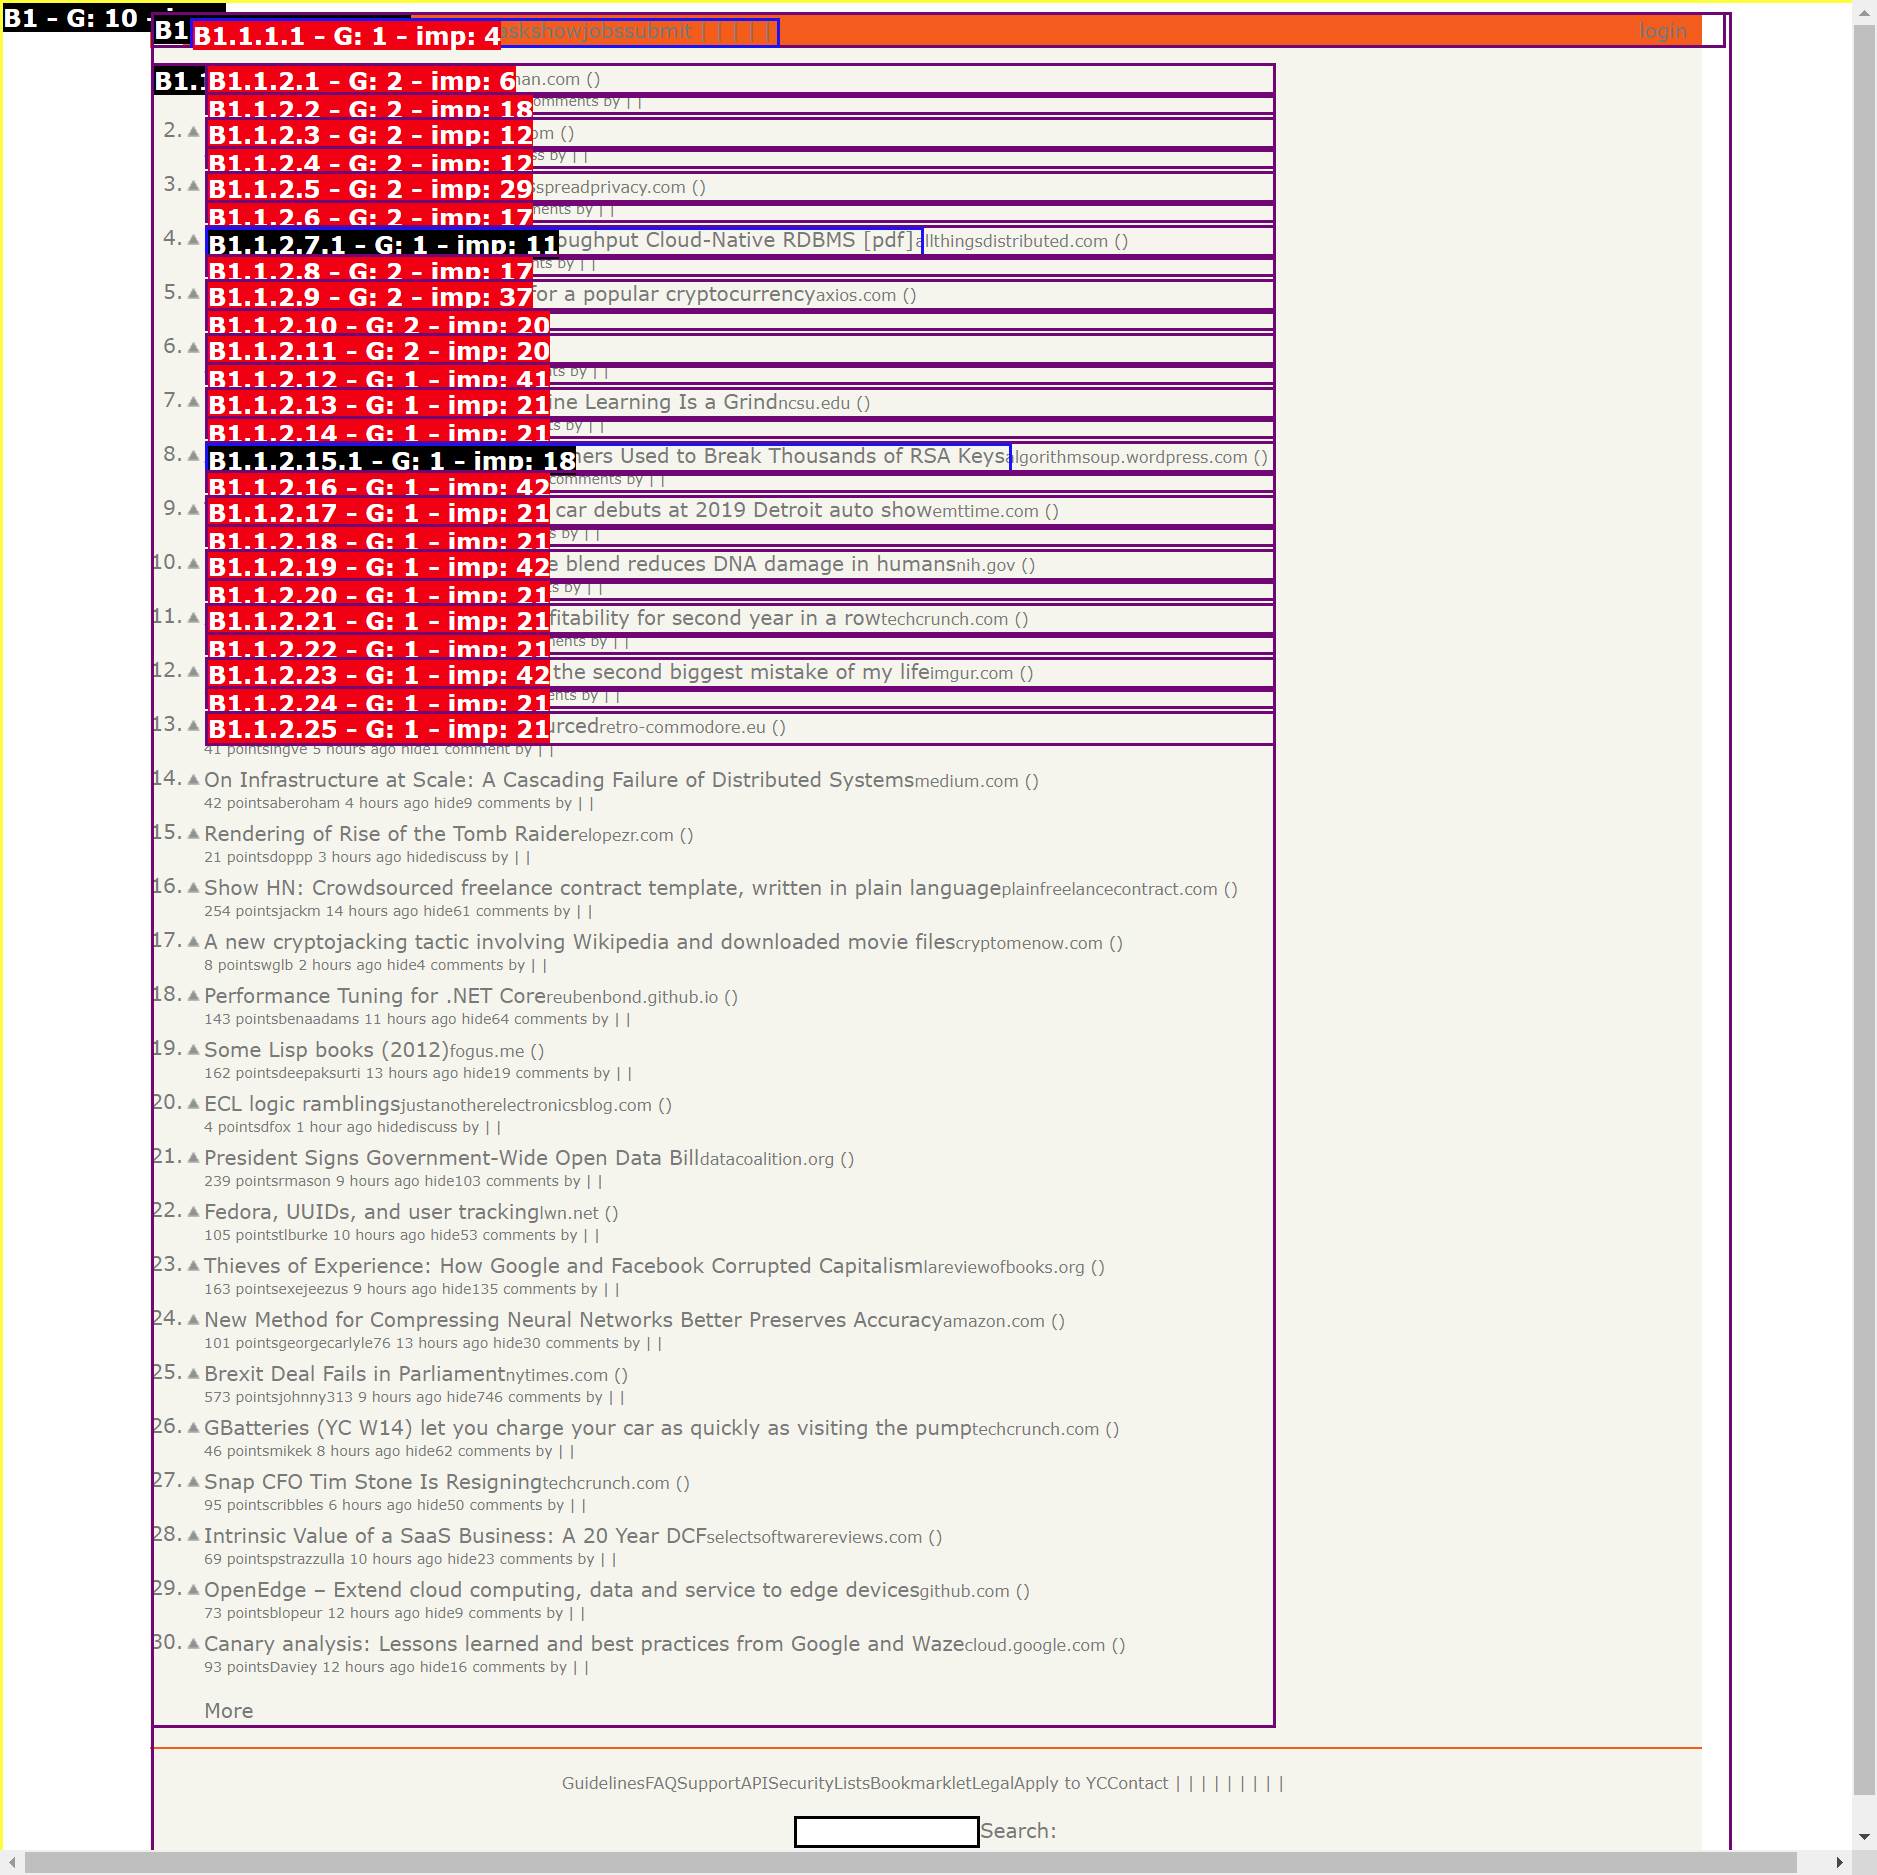 B1 - G: 10 -
B1 B1.1.1.1 - G: 1 - imp: 4 askshowjobssubmit | | | | | login
B1.1 B1.1.2.1 - G: 2 - imp: 6 man.com ()
B1.1.2.2 - G: 2 - imp: 18 comments by | |
2. B1.1.2.3 - G: 2 - imp: 12 om ()
B1.1.2.4 - G: 2 - imp: 12 ss by | |
3. B1.1.2.5 - G: 2 - imp: 29 spreadprivacy.com ()
B1.1.2.6 - G: 2 - imp: 17 nents by | |
4. B1.1.2.7.1 - G: 1 - imp: 11 oughput Cloud-Native RDBMS [pdf]allthingsdistributed.com ()
B1.1.2.8 - G: 2 - imp: 17 nts by | |
5. B1.1.2.9 - G: 2 - imp: 37 for a popular cryptocurrencyaxios.com ()
B1.1.2.10 - G: 2 - imp: 20
6. B1.1.2.11 - G: 2 - imp: 20
B1.1.2.12 - G: 1 - imp: 41 ts by | |
7. B1.1.2.13 - G: 1 - imp: 21 ine Learning Is a Grindncsu.edu ()
B1.1.2.14 - G: 1 - imp: 21 ts by | |
8. B1.1.2.15.1 - G: 1 - imp: 18 hers Used to Break Thousands of RSA Keysalgorithmsoup.wordpress.com ()
B1.1.2.16 - G: 1 - imp: 42 comments by | |
9. B1.1.2.17 - G: 1 - imp: 21 car debuts at 2019 Detroit auto showemttime.com ()
B1.1.2.18 - G: 1 - imp: 21 s by | |
10. B1.1.2.19 - G: 1 - imp: 42 e blend reduces DNA damage in humansnih.gov ()
B1.1.2.20 - G: 1 - imp: 21 s by | |
11. B1.1.2.21 - G: 1 - imp: 21 fitability for second year in a rowtechcrunch.com ()
B1.1.2.22 - G: 1 - imp: 21 ments by | |
12. B1.1.2.23 - G: 1 - imp: 42 the second biggest mistake of my lifeimgur.com ()
B1.1.2.24 - G: 1 - imp: 21 ents by | |
13. B1.1.2.25 - G: 1 - imp: 21 urcedretro-commodore.eu ()
41 pointsingve 5 hours ago hide1 comment by | |
14. On Infrastructure at Scale: A Cascading Failure of Distributed Systemsmedium.com ()
42 pointsaberoham 4 hours ago hide9 comments by | |
15. Rendering of Rise of the Tomb Raiderelopezr.com ()
21 pointsdoppp 3 hours ago hidediscuss by | |
16. Show HN: Crowdsourced freelance contract template, written in plain languageplainfreelancecontract.com ()
254 pointsjackm 14 hours ago hide61 comments by | |
17. A new cryptojacking tactic involving Wikipedia and downloaded movie filescryptomenow.com ()
8 pointswglb 2 hours ago hide4 comments by | |
18. Performance Tuning for .NET Corereubenbond.github.io ()
143 pointsbenaadams 11 hours ago hide64 comments by | |
19. Some Lisp books (2012)fogus.me ()
162 pointsdeepaksurti 13 hours ago hide19 comments by | |
20. ECL logic ramblingsjustanotherelectronicsblog.com ()
4 pointsdfox 1 hour ago hidediscuss by | |
21. President Signs Government-Wide Open Data Billdatacoalition.org ()
239 pointsrmason 9 hours ago hide103 comments by | |
22. Fedora, UUIDs, and user trackinglwn.net ()
105 pointstlburke 10 hours ago hide53 comments by | |
23. Thieves of Experience: How Google and Facebook Corrupted Capitalismlareviewofbooks.org ()
163 pointsexejeezus 9 hours ago hide135 comments by | |
24. New Method for Compressing Neural Networks Better Preserves Accuracyamazon.com ()
101 pointsgeorgecarlyle76 13 hours ago hide30 comments by | |
25. Brexit Deal Fails in Parliamentnytimes.com ()
573 pointsjohnny313 9 hours ago hide746 comments by | |
26. GBatteries (YC W14) let you charge your car as quickly as visiting the pumptechcrunch.com ()
46 pointsmikek 8 hours ago hide62 comments by | |
27. Snap CFO Tim Stone Is Resigningtechcrunch.com ()
95 pointscribbles 6 hours ago hide50 comments by | |
28. Intrinsic Value of a SaaS Business: A 20 Year DCFselectsoftwarereviews.com ()
69 pointspstrazzulla 10 hours ago hide23 comments by | |
29. OpenEdge – Extend cloud computing, data and service to edge devicesgithub.com ()
73 pointsblopeur 12 hours ago hide9 comments by | |
30. Canary analysis: Lessons learned and best practices from Google and Wazecloud.google.com ()
93 pointsDaviey 12 hours ago hide16 comments by | |
More
GuidelinesFAQSupportAPISecurityListsBookmarkletLegalApply to YCContact | | | | | | | | |
Search: